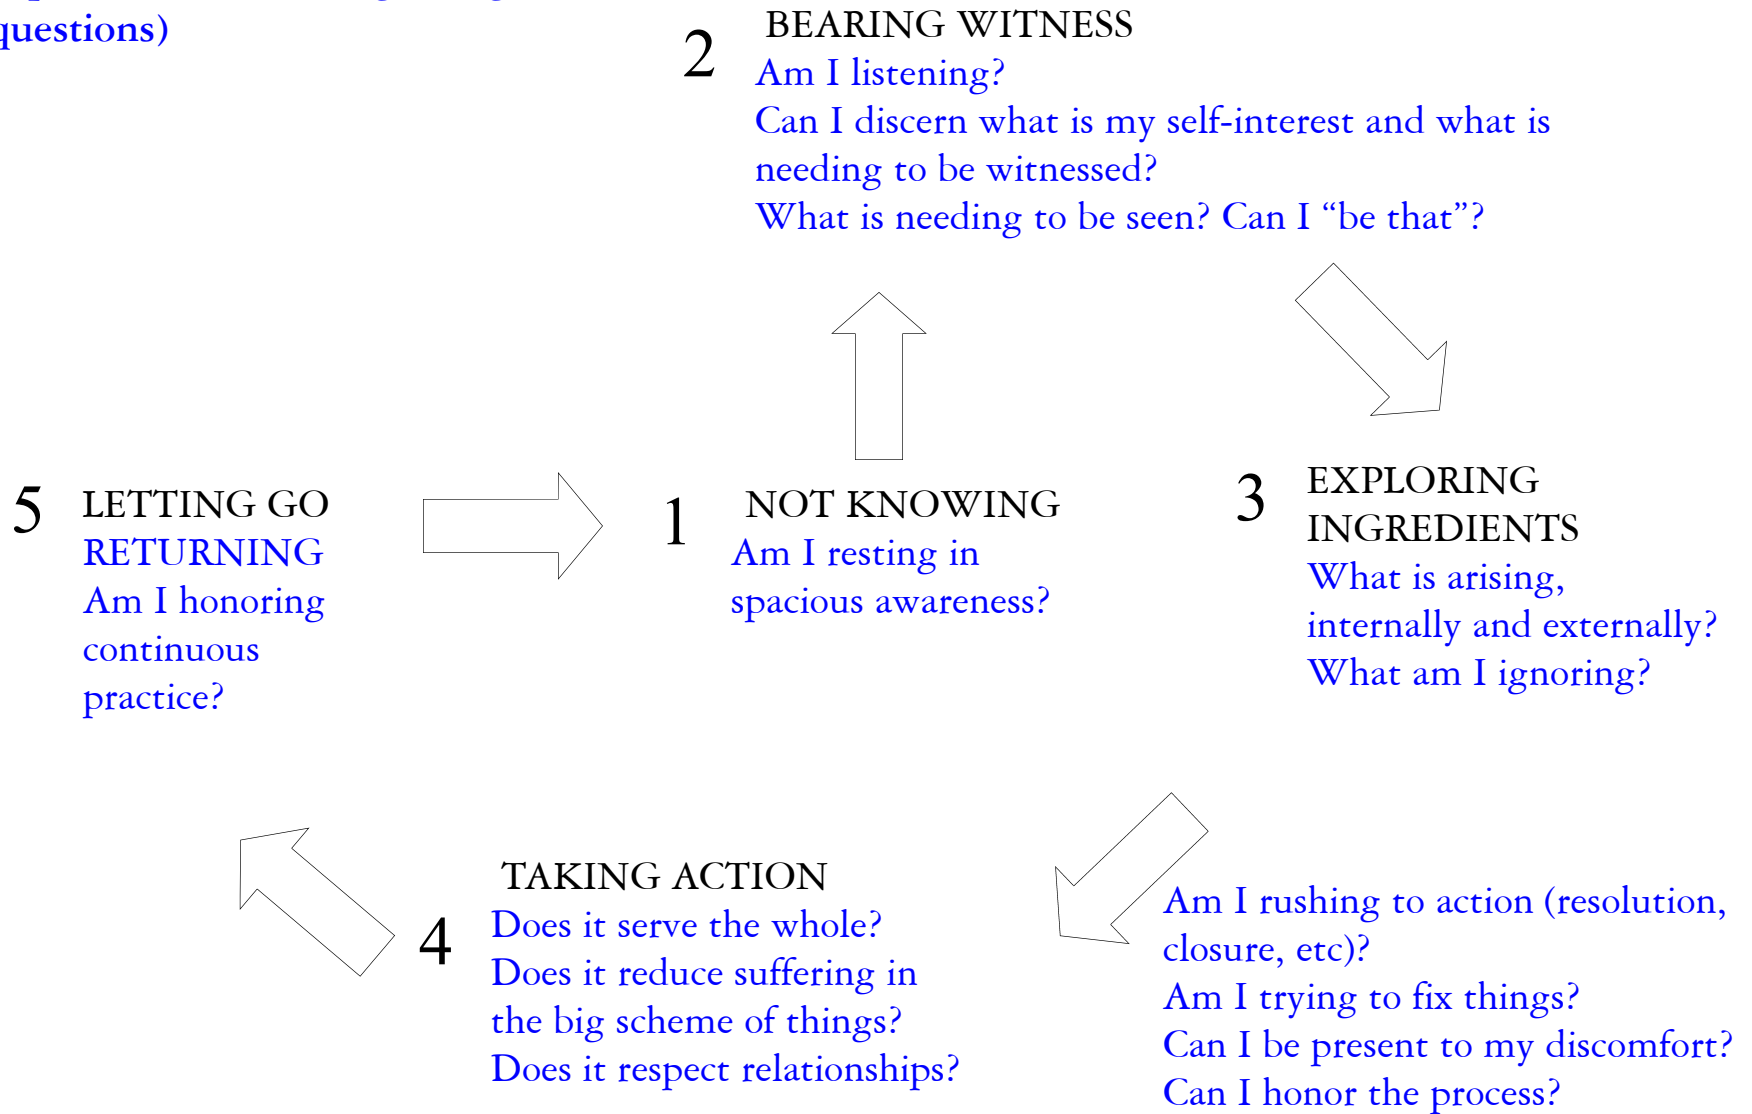 questions)
2
BEARING WITNESS
Am I listening?
Can I discern what is my self-interest and what is
needing to be witnessed?
What is needing to be seen? Can I “be that”?
5
LETTING GO
RETURNING
Am I honoring
continuous
practice?
1
NOT KNOWING
Am I resting in
spacious awareness?
3
EXPLORING
INGREDIENTS
What is arising,
internally and externally?
What am I ignoring?
4
TAKING ACTION
Does it serve the whole?
Does it reduce suffering in
the big scheme of things?
Does it respect relationships?
Am I rushing to action (resolution,
closure, etc)?
Am I trying to fix things?
Can I be present to my discomfort?
Can I honor the process?